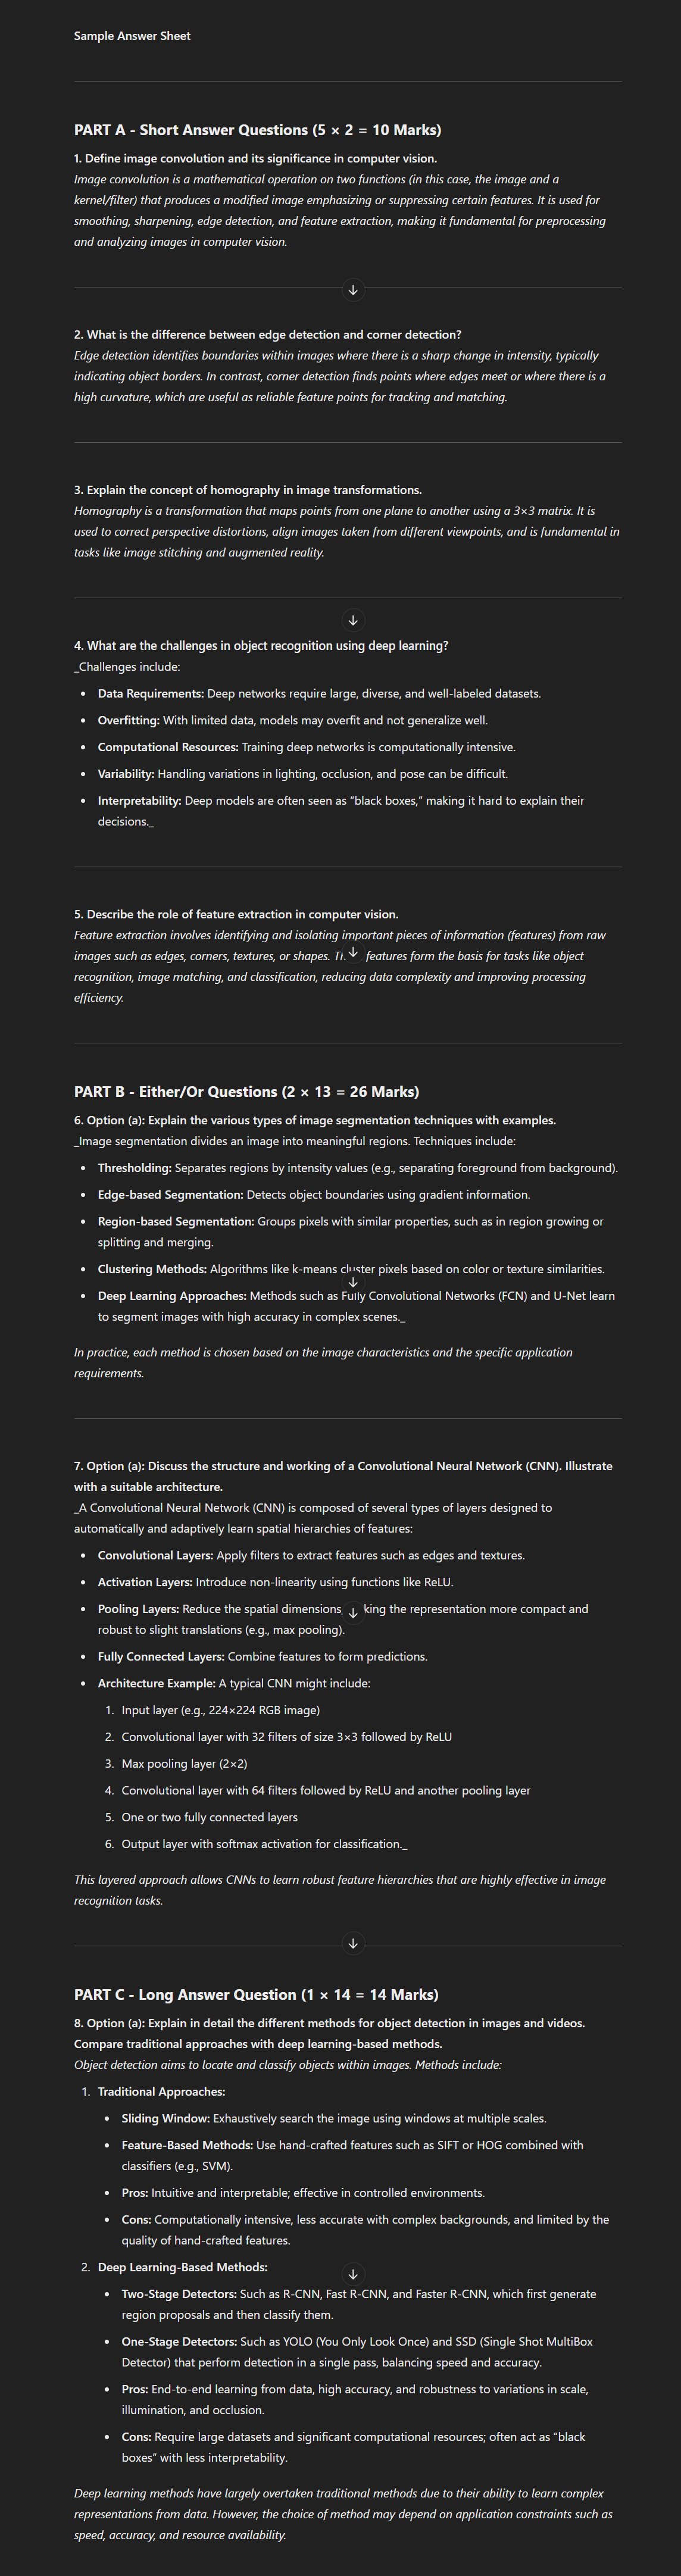 Sample Answer Sheet
PART A - Short Answer Questions (5 × 2 = 10 Marks)
1. Define image convolution and its significance in computer vision.
Image convolution is a mathematical operation on two functions (in this case, the image and a
kernel/filter) that produces a modified image emphasizing or suppressing certain features. It is used for
smoothing, sharpening, edge detection, and feature extraction, making it fundamental for preprocessing
and analyzing images in computer vision.
2. What is the difference between edge detection and corner detection?
Edge detection identifies boundaries within images where there is a sharp change in intensity, typically
indicating object borders. In contrast, corner detection finds points where edges meet or where there is a
high curvature, which are useful as reliable feature points for tracking and matching.
3. Explain the concept of homography in image transformations.
Homography is a transformation that maps points from one plane to another using a 3×3 matrix. It is
used to correct perspective distortions, align images taken from different viewpoints, and is fundamental in
tasks like image stitching and augmented reality.
4. What are the challenges in object recognition using deep learning?
_Challenges include:
• Data Requirements: Deep networks require large, diverse, and well-labeled datasets.
• Overfitting: With limited data, models may overfit and not generalize well.
• Computational Resources: Training deep networks is computationally intensive.
• Variability: Handling variations in lighting, occlusion, and pose can be difficult.
• Interpretability: Deep models are often seen as "black boxes," making it hard to explain their
decisions._
5. Describe the role of feature extraction in computer vision.
Feature extraction involves identifying and isolating important pieces of information (features) from raw
images such as edges, corners, textures, or shapes. features form the basis for tasks like object
recognition, image matching, and classification, reducing data complexity and improving processing
efficiency.
PART B - Either/Or Questions (2 × 13 = 26 Marks)
6. Option (a): Explain the various types of image segmentation techniques with examples.
_Image segmentation divides an image into meaningful regions. Techniques include:
• Thresholding: Separates regions by intensity values (e.g., separating foreground from background).
• Edge-based Segmentation: Detects object boundaries using gradient information.
• Region-based Segmentation: Groups pixels with similar properties, such as in region growing or
splitting and merging.
• Clustering Methods: Algorithms like k-means cluster pixels based on color or texture similarities.
• Deep Learning Approaches: Methods such as Fully Convolutional Networks (FCN) and U-Net learn
to segment images with high accuracy in complex scenes._
In practice, each method is chosen based on the image characteristics and the specific application
requirements.
7. Option (a): Discuss the structure and working of a Convolutional Neural Network (CNN). Illustrate
with a suitable architecture.
_A Convolutional Neural Network (CNN) is composed of several types of layers designed to
automatically and adaptively learn spatial hierarchies of features:
• Convolutional Layers: Apply filters to extract features such as edges and textures.
• Activation Layers: Introduce non-linearity using functions like ReLU.
• Pooling Layers: Reduce the spatial dimensions, king the representation more compact and
robust to slight translations (e.g., max pooling).
• Fully Connected Layers: Combine features to form predictions.
• Architecture Example: A typical CNN might include:
1. Input layer (e.g., 224×224 RGB image)
2. Convolutional layer with 32 filters of size 3×3 followed by ReLU
3. Max pooling layer (2×2)
4. Convolutional layer with 64 filters followed by ReLU and another pooling layer
5. One or two fully connected layers
6. Output layer with softmax activation for classification._
This layered approach allows CNNs to learn robust feature hierarchies that are highly effective in image
recognition tasks.
PART C - Long Answer Question (1 × 14 = 14 Marks)
8. Option (a): Explain in detail the different methods for object detection in images and videos.
Compare traditional approaches with deep learning-based methods.
Object detection aims to locate and classify objects within images. Methods include:
1. Traditional Approaches:
• Sliding Window: Exhaustively search the image using windows at multiple scales.
• Feature-Based Methods: Use hand-crafted features such as SIFT or HOG combined with
classifiers (e.g., SVM).
• Pros: Intuitive and interpretable; effective in controlled environments.
• Cons: Computationally intensive, less accurate with complex backgrounds, and limited by the
quality of hand-crafted features.
2. Deep Learning-Based Methods:
• Two-Stage Detectors: Such as R-CNN, Fast R-CNN, and Faster R-CNN, which first generate
region proposals and then classify them.
• One-Stage Detectors: Such as YOLO (You Only Look Once) and SSD (Single Shot MultiBox
Detector) that perform detection in a single pass, balancing speed and accuracy.
• Pros: End-to-end learning from data, high accuracy, and robustness to variations in scale,
illumination, and occlusion.
• Cons: Require large datasets and significant computational resources; often act as "black
boxes" with less interpretability.
Deep learning methods have largely overtaken traditional methods due to their ability to learn complex
representations from data. However, the choice of method may depend on application constraints such as
speed, accuracy, and resource availability.